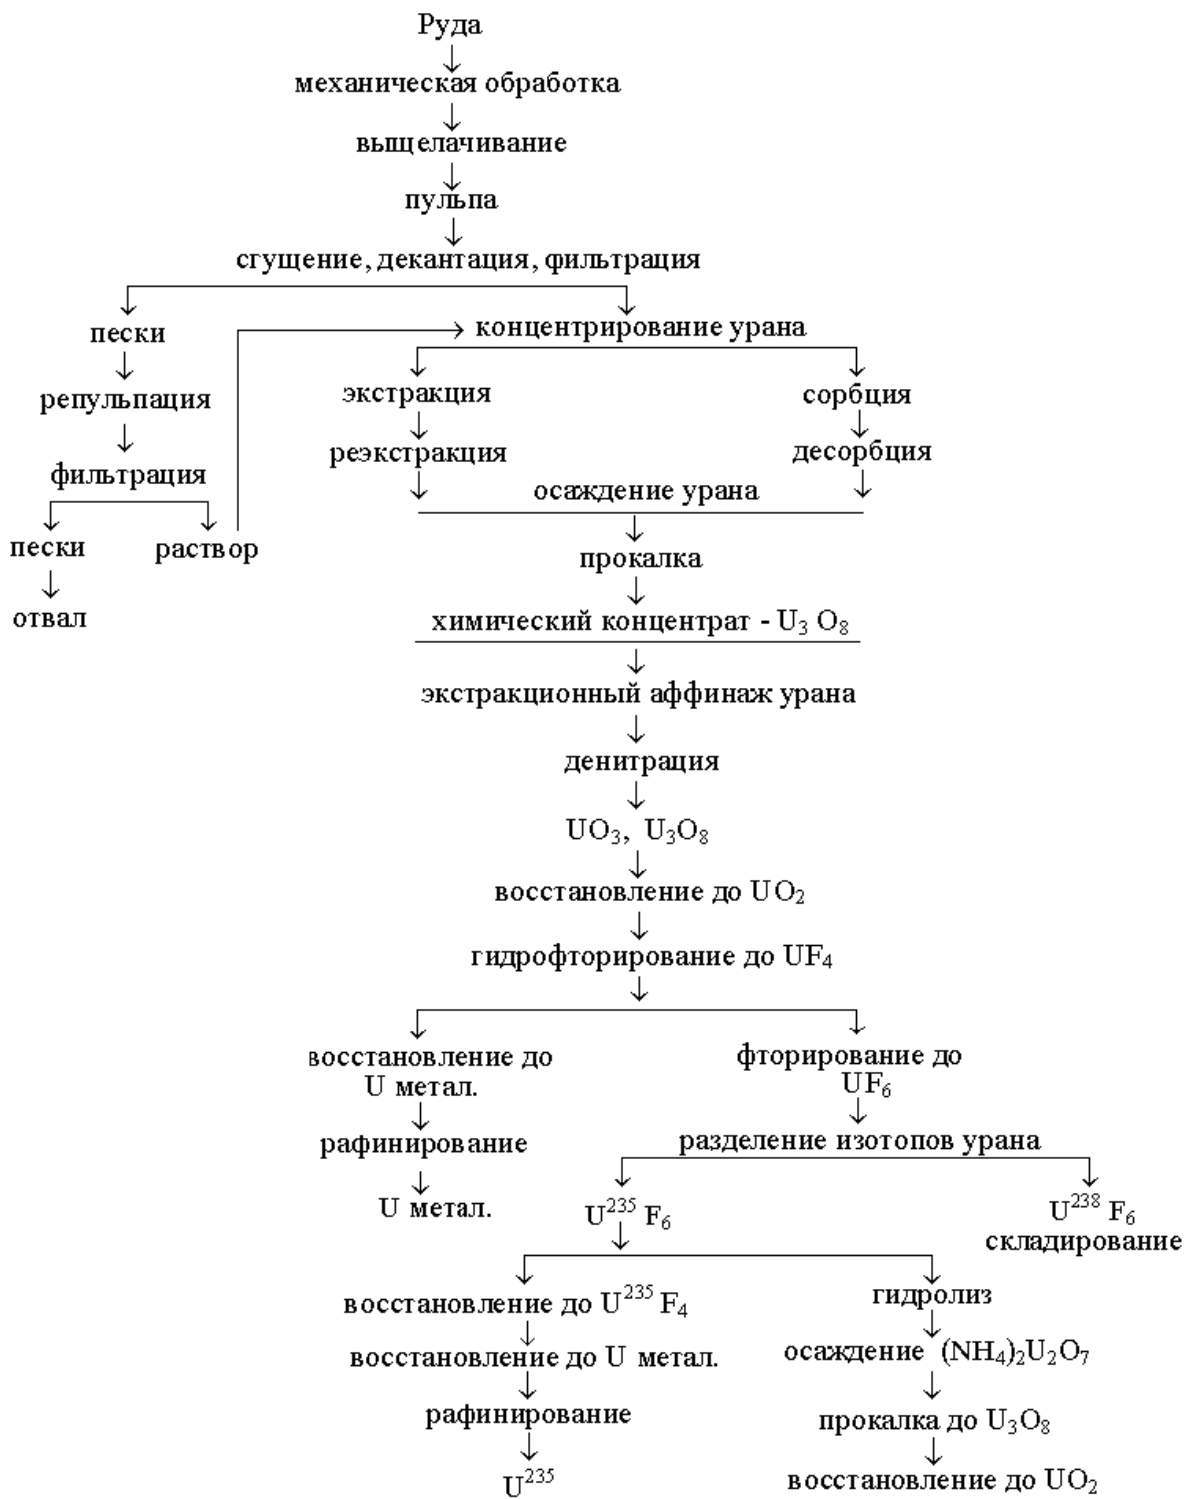 Руда
механическая обработка
выщелачивание
пульпа
сгущение, декантация, фильтрация
пески
концентрирование урана
репульпация
экстракция
сорбция
фильтрация
реэкстракция
десорбция
пески
раствор
осаждение урана
отвал
прокалка
химический концентрат - U₃ O₈
экстракционный аффинаж урана
денитрация
UO₃, U₃O₈
восстановление до UO₂
гидрофторирование до UF₄
восстановление до
U метал.
фторирование до
UF₆
рафинирование
разделение изотопов урана
U метал.
U²³⁵ F₆
U²³⁸ F₆
складирование
восстановление до U²³⁵ F₄
гидролиз
восстановление до U метал.
осаждение (NH₄)₂U₂O₇
рафинирование
прокалка до U₃O₈
U²³⁵
восстановление до UO₂